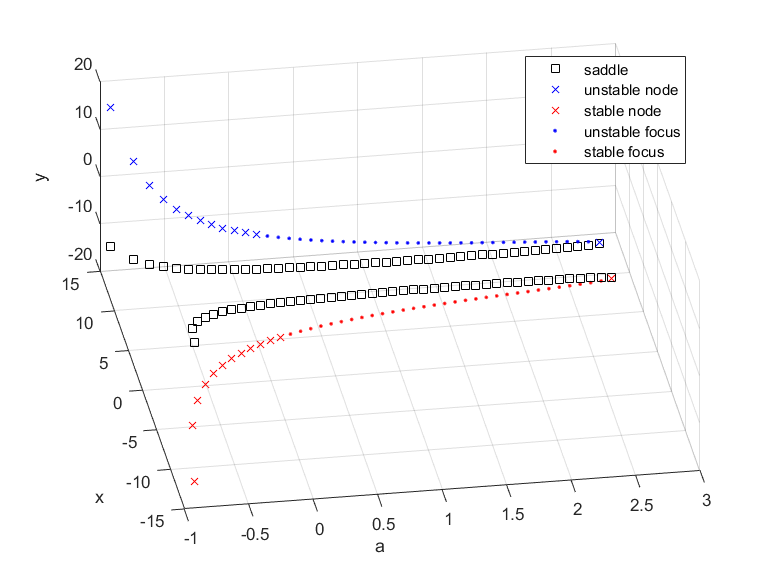 20
10
0
-10
-20
y
15
10
5
0
-5
-10
-15
x
-1
-0.5
0
0.5
1
1.5
2
2.5
3
a
saddle
unstable node
stable node
unstable focus
stable focus